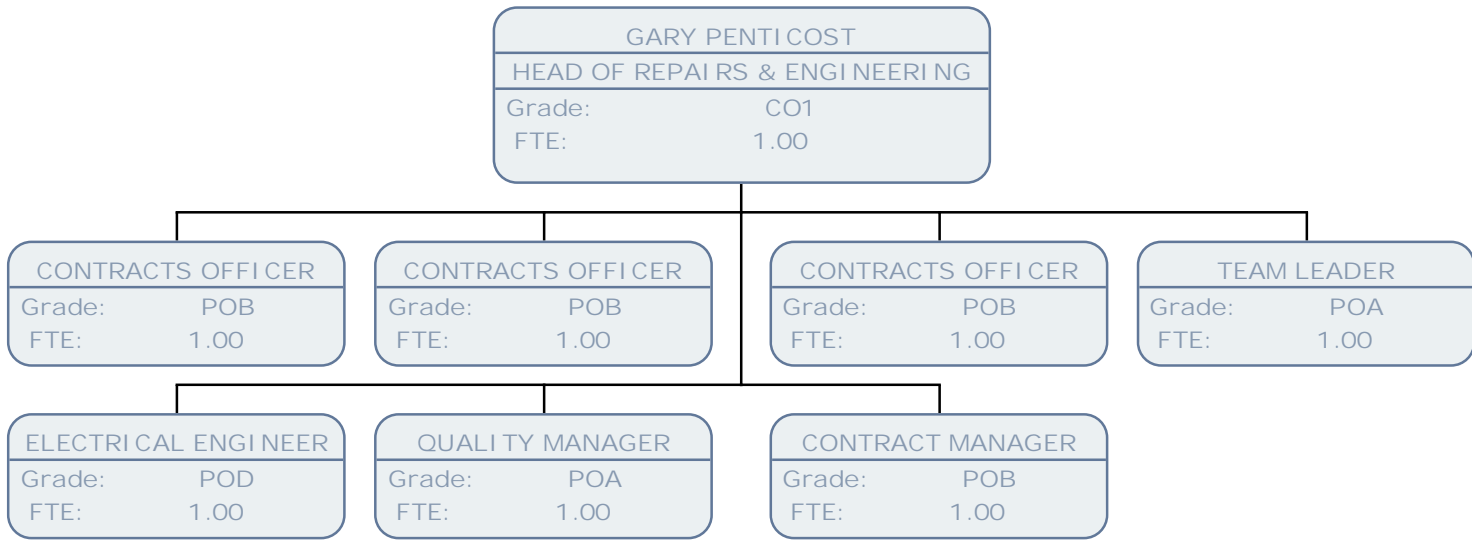 GARY PENTICOST
HEAD OF REPAIRS & ENGINEERING
Grade: CO1
FTE: 1.00
CONTRACTS OFFICER
Grade: POB
FTE: 1.00
CONTRACTS OFFICER
Grade: POB
FTE: 1.00
CONTRACTS OFFICER
Grade: POB
FTE: 1.00
TEAM LEADER
Grade: POA
FTE: 1.00
ELECTRICAL ENGINEER
Grade: POD
FTE: 1.00
QUALITY MANAGER
Grade: POA
FTE: 1.00
CONTRACT MANAGER
Grade: POB
FTE: 1.00